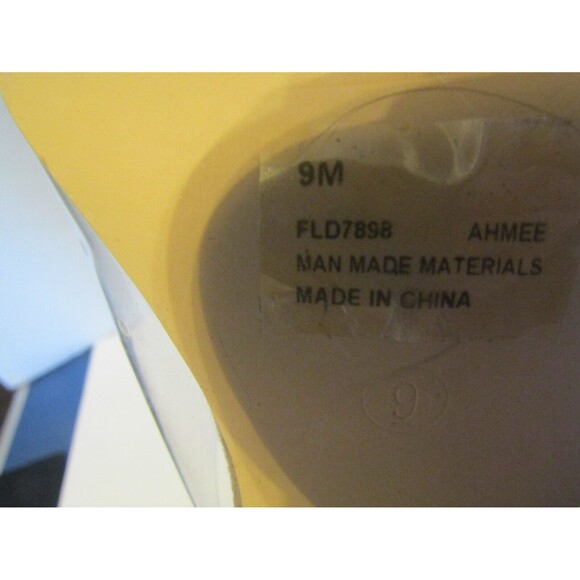 9M
FLD7898 AHMEE
MAN MADE MATERIALS
MADE IN CHINA
9